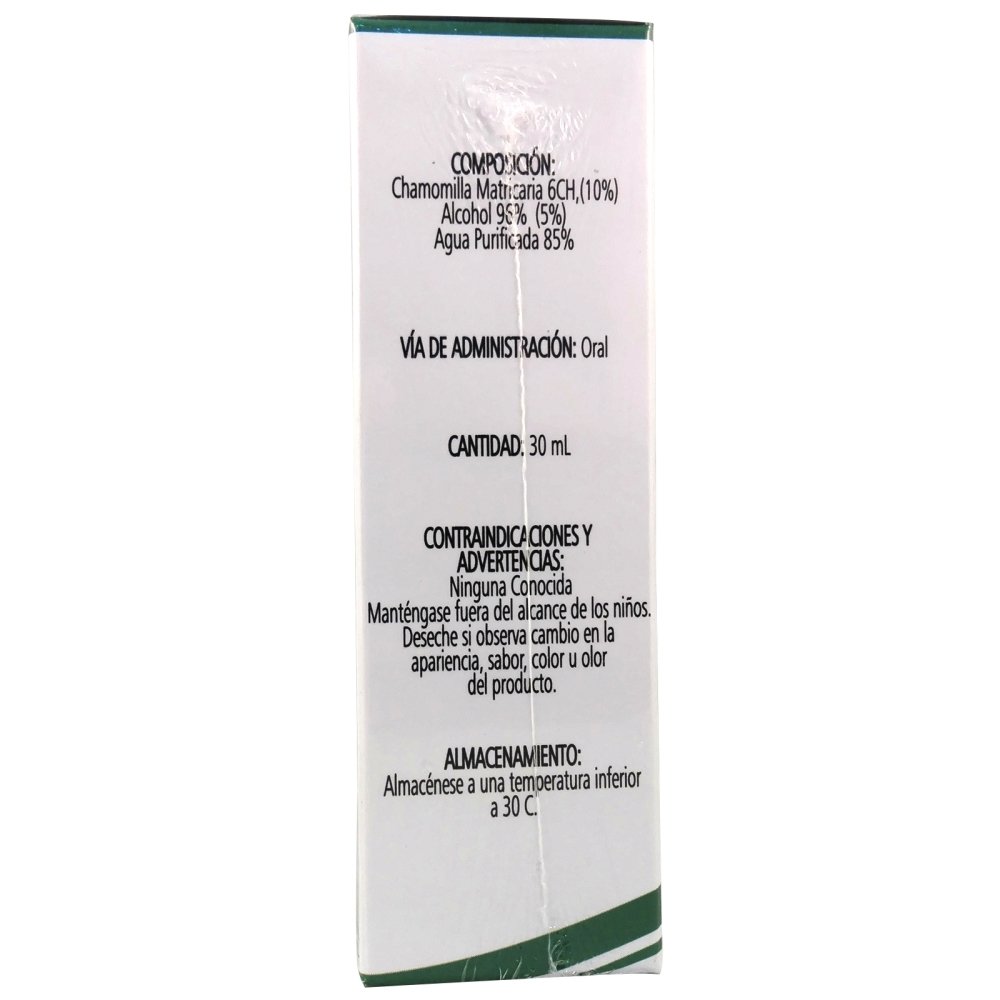 COMPOSICIÓN:
Chamomilla Matricaria 6CH,(10%)
Alcohol 96% (5%)
Agua Purificada 85%
VÍA DE ADMINISTRACIÓN: Oral
CANTIDAD: 30 mL
CONTRAINDICACIONES Y
ADVERTENCIAS:
Ninguna Conocida
Manténgase fuera del alcance de los niños.
Deseche si observa cambio en la
apariencia, sabor, color u olor
del producto.
ALMACENAMIENTO:
Almacénese a una temperatura inferior
a 30 C.